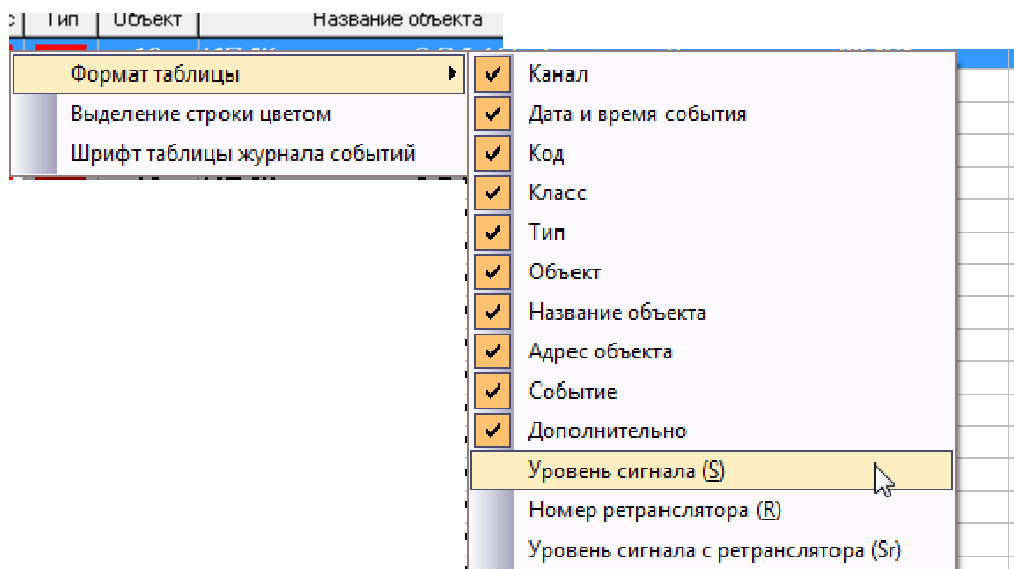 Тип Объект Название объекта
Формат таблицы
Выделение строки цветом
Шрифт таблицы журнала событий
Канал
Дата и время события
Код
Класс
Тип
Объект
Название объекта
Адрес объекта
Событие
Дополнительно
Уровень сигнала (S)
Номер ретранслятора (R)
Уровень сигнала с ретранслятора (Sr)